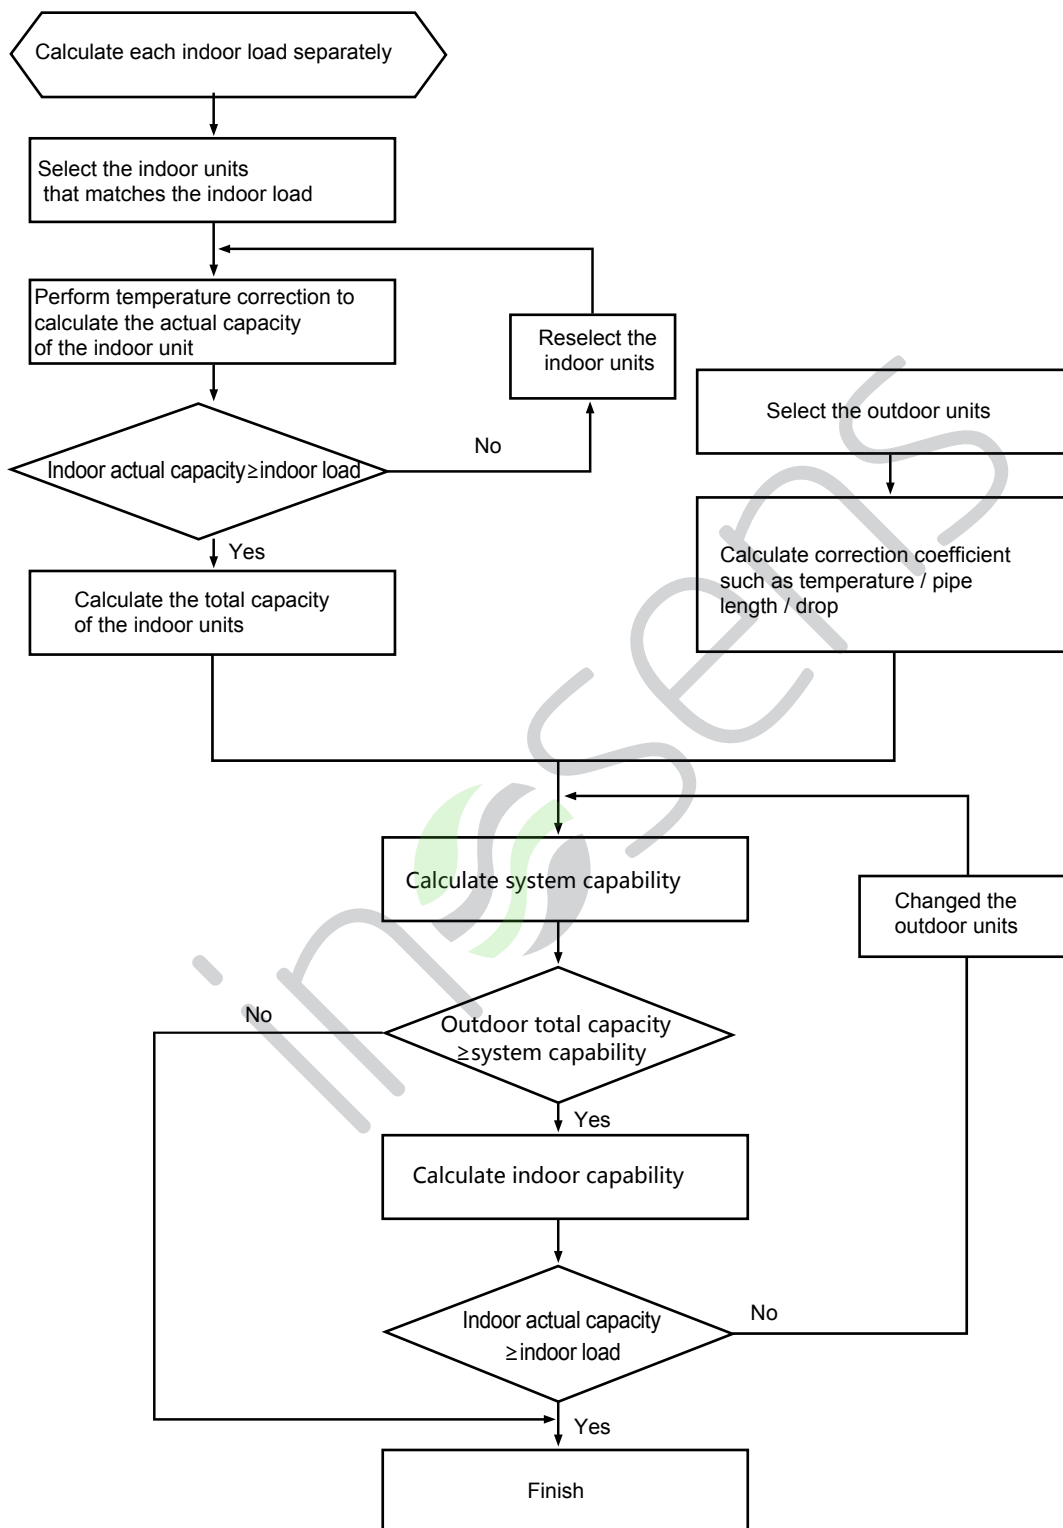 Calculate each indoor load separately
Select the indoor units
that matches the indoor load
Perform temperature correction to
calculate the actual capacity
of the indoor unit
Reselect the
indoor units
Select the outdoor units
Indoor actual capacity≥indoor load
No
Yes
Calculate correction coefficient
such as temperature / pipe
length / drop
Calculate the total capacity
of the indoor units
Calculate system capability
Changed the
outdoor units
No
Outdoor total capacity
≥system capability
Yes
Calculate indoor capability
Indoor actual capacity
≥indoor load
No
Yes
Finish
insens